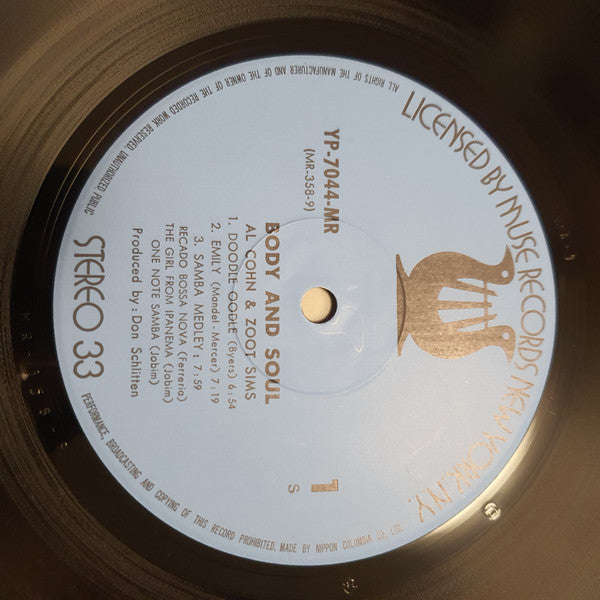 LICENSED BY MUSE RECORDS NEW YORK N.Y.
YP-7044-MR
(MR-358-9)
1
S
BODY AND SOUL
AL COHN & ZOOT SIMS
1. DOODLE OODLE (Byers) 6:54
2. EMILY (Mandel-Mercer) 7:19
3. SAMBA MEDLEY: 7:59
RECADO BOSSA NOVA (Ferreria)
THE GIRL FROM IPANEMA (Jobim)
ONE NOTE SAMBA (Jobim)
Produced by: Don Schlitten
STEREO 33
ALL RIGHTS OF THE MANUFACTURER AND OF THE OWNER OF THE RECORDED WORK RESERVED, UNAUTHORIZED, PUBLIC
PERFORMANCE, BROADCASTING AND COPYING OF THIS RECORD PROHIBITED. MADE BY NIPPON COLUMBIA CO., LTD.